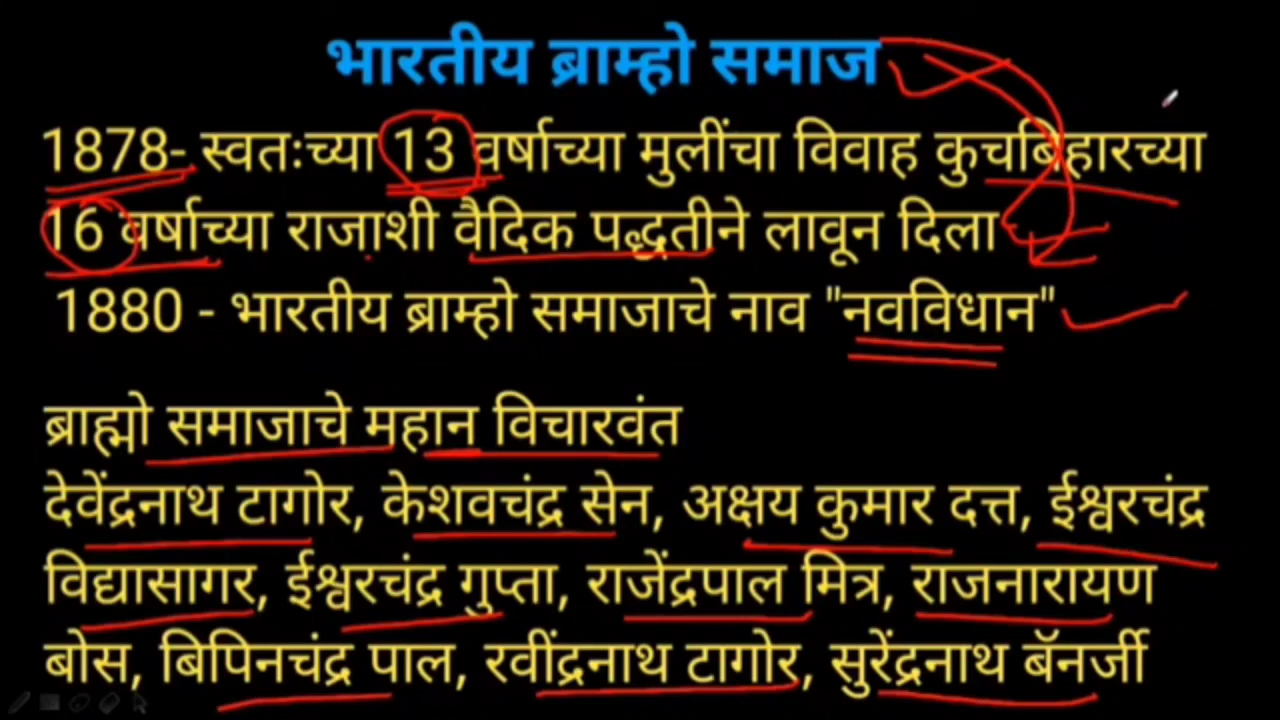 भारतीय ब्राम्हो समाज
1878- स्वतःच्या 13 वर्षाच्या मुलींचा विवाह कुचबिहारच्या
16 वर्षाच्या राजाशी वैदिक पद्धतीने लावून दिला
1880 - भारतीय ब्राम्हो समाजाचे नाव "नवविधान"
ब्राह्मो समाजाचे महान विचारवंत
देवेंद्रनाथ टागोर, केशवचंद्र सेन, अक्षय कुमार दत्त, ईश्वरचंद्र
विद्यासागर, ईश्वरचंद्र गुप्ता, राजेंद्रपाल मित्र, राजनारायण
बोस, बिपिनचंद्र पाल, रवींद्रनाथ टागोर, सुरेंद्रनाथ बॅनर्जी